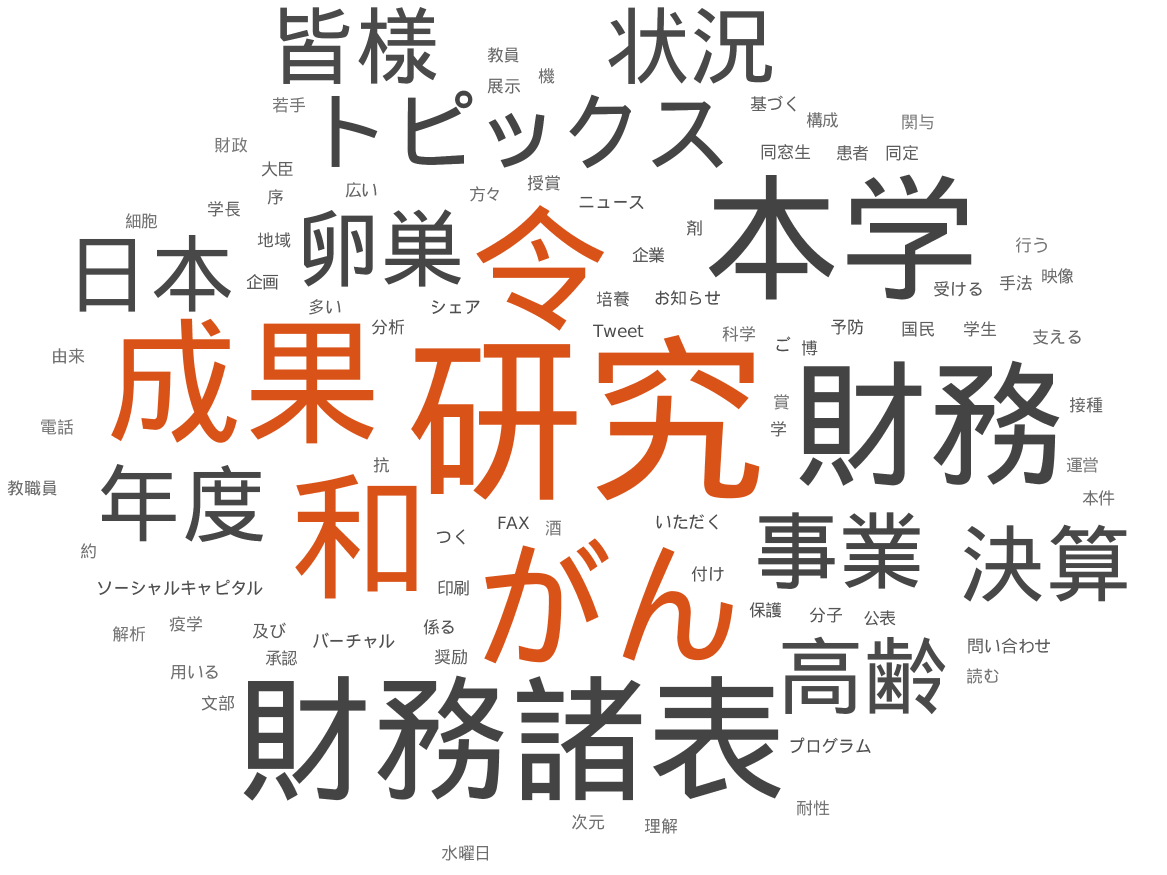 皆様
状況
教員
機
展示
トピックス
若手
基づく
構成
関与
財政
同窓生
患者
同定
大臣
広い
方々
授賞
ニュース
本学
序
学長
細胞
卵巣
令
剤
日本
地域
企業
行う
企画
受ける
手法
映像
多い
シェア
培養
お知らせ
分析
Tweet
科学
予防
国民
学生
支える
成果
研究
ご
博
由来
財務
賞
接種
電話
学
抗
運営
年度
和
教職員
本件
FAX
酒
いただく
事業
決算
つく
約
がん
付け
ソーシャルキャピタル
印刷
保護
分子
公表
解析
疫学
及び
バーチャル
係る
高齢
問い合わせ
承認
奨励
用いる
読む
文部
財務諸表
プログラム
耐性
次元
理解
水曜日